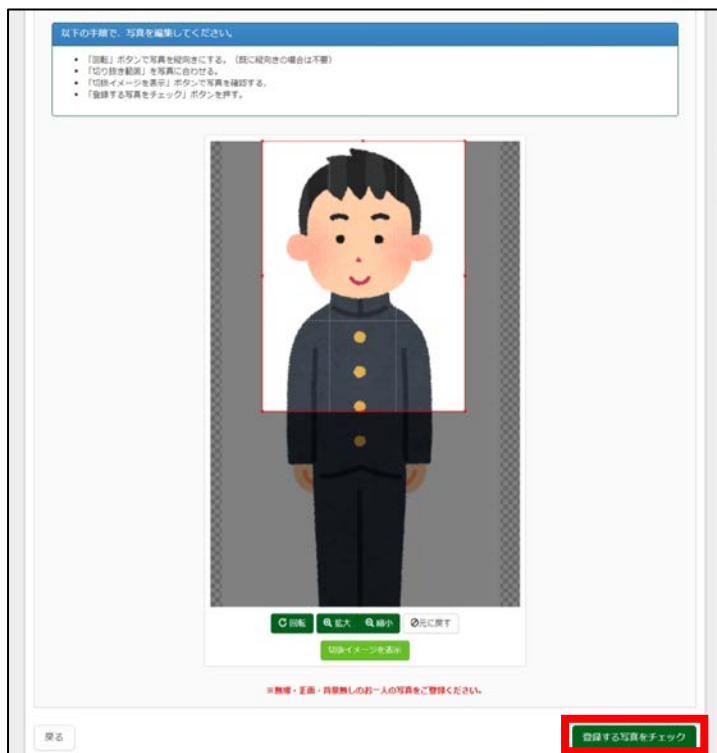 以下の手順で、写真を編集してください。
「回転」ボタンで写真を縦向きにする。（既に縦向きの場合は不要）
「切り抜き範囲」を写真に合わせる。
「切抜イメージを表示」ボタンで写真を確認する。
「登録する写真をチェック」ボタンを押す。
回転 拡大 縮小 元に戻す
切抜イメージを表示
※無帽・正面・背景無しのお一人の写真をご登録ください。
戻る 登録する写真をチェック